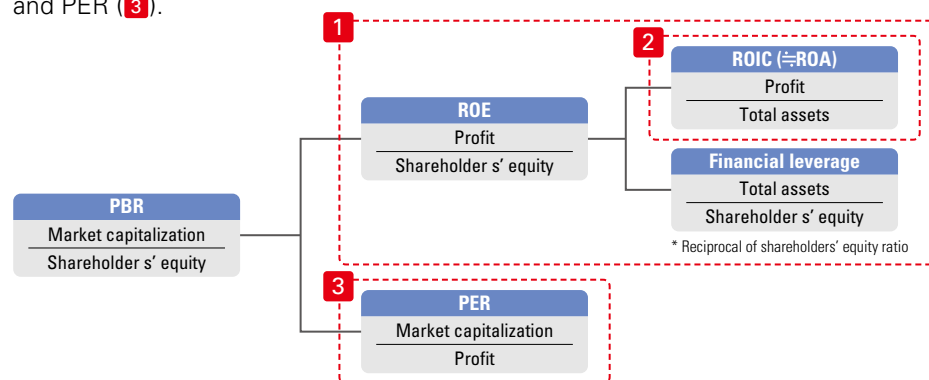 and PER (3).
1
2
ROIC (≒ROA)
Profit
Total assets
ROE
Profit
Shareholder s’ equity
Financial leverage
Total assets
Shareholder s’ equity
* Reciprocal of shareholders’ equity ratio
PBR
Market capitalization
Shareholder s’ equity
3
PER
Market capitalization
Profit